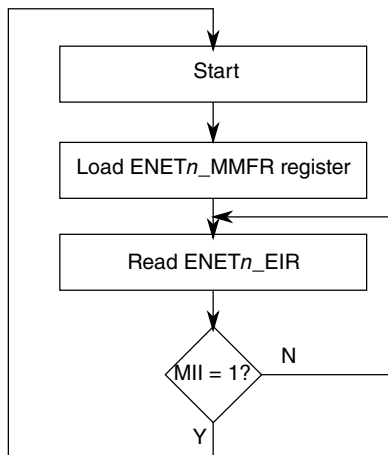 Start
Load ENETn_MMFR register
Read ENETn_EIR
MII = 1?
N
Y